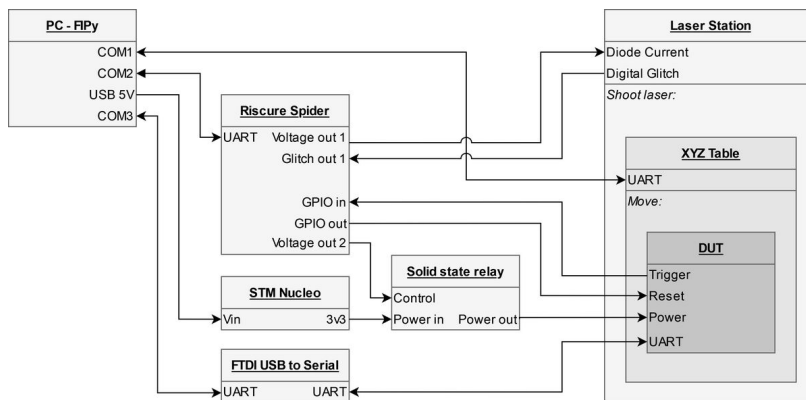 PC - FIPy
COM1
COM2
USB 5V
COM3
Riscure Spider
UART
Voltage out 1
Glitch out 1
GPIO in
GPIO out
Voltage out 2
STM Nucleo
Vin
3v3
FTDI USB to Serial
UART
UART
Solid state relay
Control
Power in
Power out
Laser Station
Diode Current
Digital Glitch
Shoot laser:
XYZ Table
UART
Move:
DUT
Trigger
Reset
Power
UART